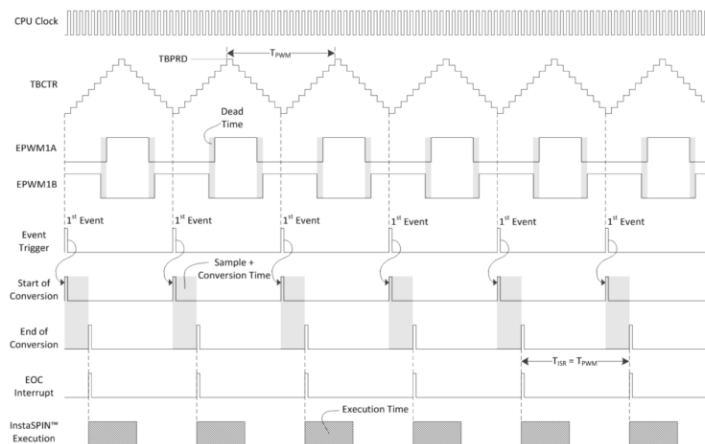 CPU Clock
TBPRD
TPWM
TBCTR
Dead
Time
EPWM1A
EPWM1B
1st Event 1st Event 1st Event 1st Event 1st Event 1st Event
Event
Trigger
Sample +
Conversion Time
Start of
Conversion
End of
Conversion
TISR = TPWM
EOC
Interrupt
Execution Time
InstaSPIN™
Execution